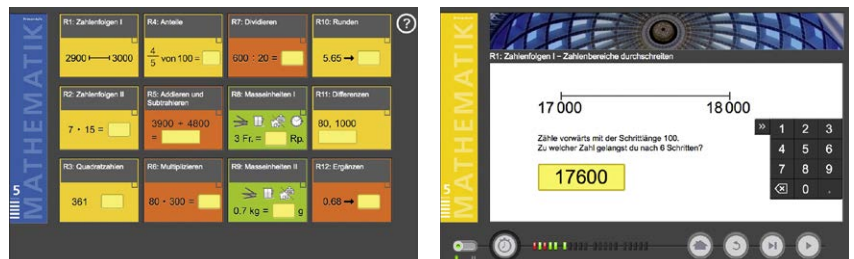 MATHEMATIK
5
?
R1: Zahlenfolgen I
2900 3000
R4: Anteile
4/5 von 100 =
R7: Dividieren
600 : 20 =
R10: Runden
5.65 →
R2: Zahlenfolgen II
7 · 15 =
R5: Addieren und
Subtrahieren
3900 + 4800
=
R8: Masseinheiten I
3 Fr. = Rp.
R11: Differenzen
80, 1000
R3: Quadratzahlen
361
R6: Multiplizieren
80 · 300 =
R9: Masseinheiten II
0.7 kg = g
R12: Ergänzen
0.68 →
MATHEMATIK
5
R1: Zahlenfolgen I – Zahlenbereiche durchschreiten
17 000 18 000
Zähle vorwärts mit der Schrittlänge 100.
Zu welcher Zahl gelangst du nach 6 Schritten?
17600
» 1 2 3
4 5 6
7 8 9
0 .